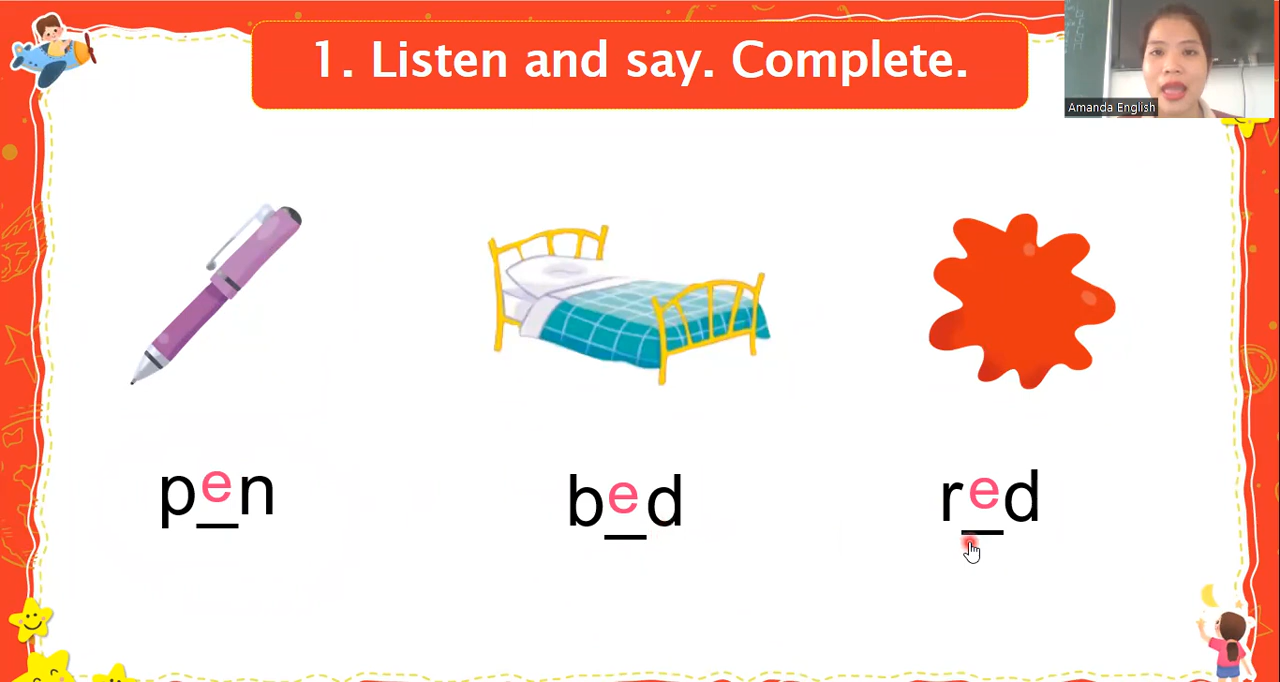 1. Listen and say. Complete.
Amanda English
pen
bed
red